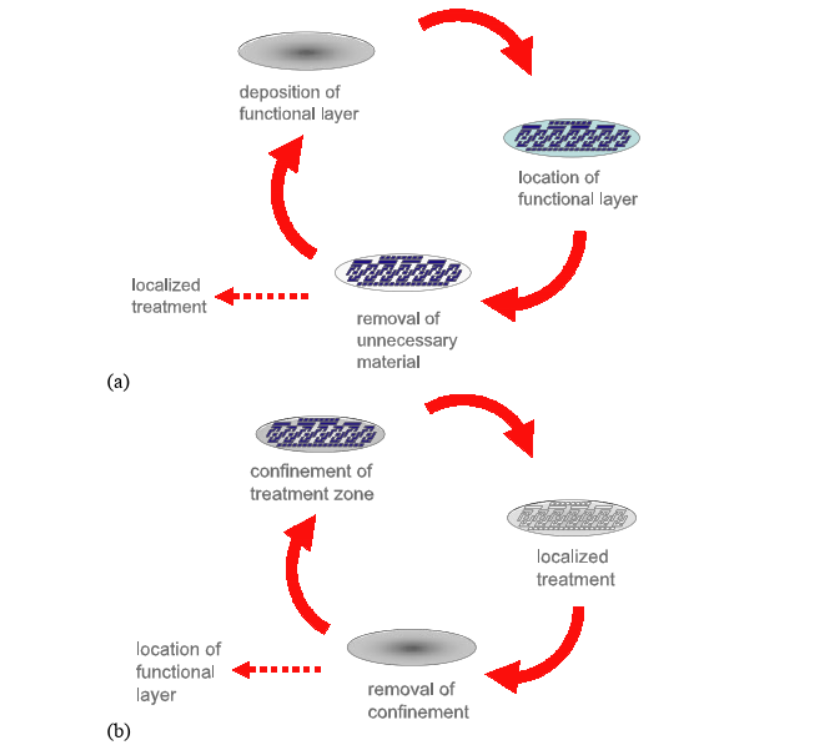 deposition of
functional layer
location of
functional layer
localized
treatment
removal of
unnecessary
material
(a)
confinement of
treatment zone
localized
treatment
location of
functional
layer
removal of
confinement
(b)